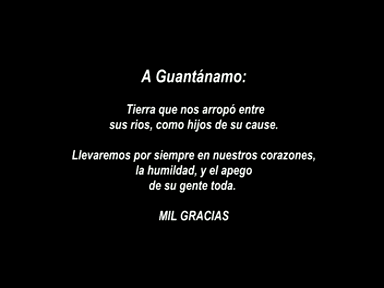 A Guantánamo:
Tierra que nos arropó entre
sus rios, como hijos de su cause.
Llevaremos por siempre en nuestros corazones,
la humildad, y el apego
de su gente toda.
MIL GRACIAS